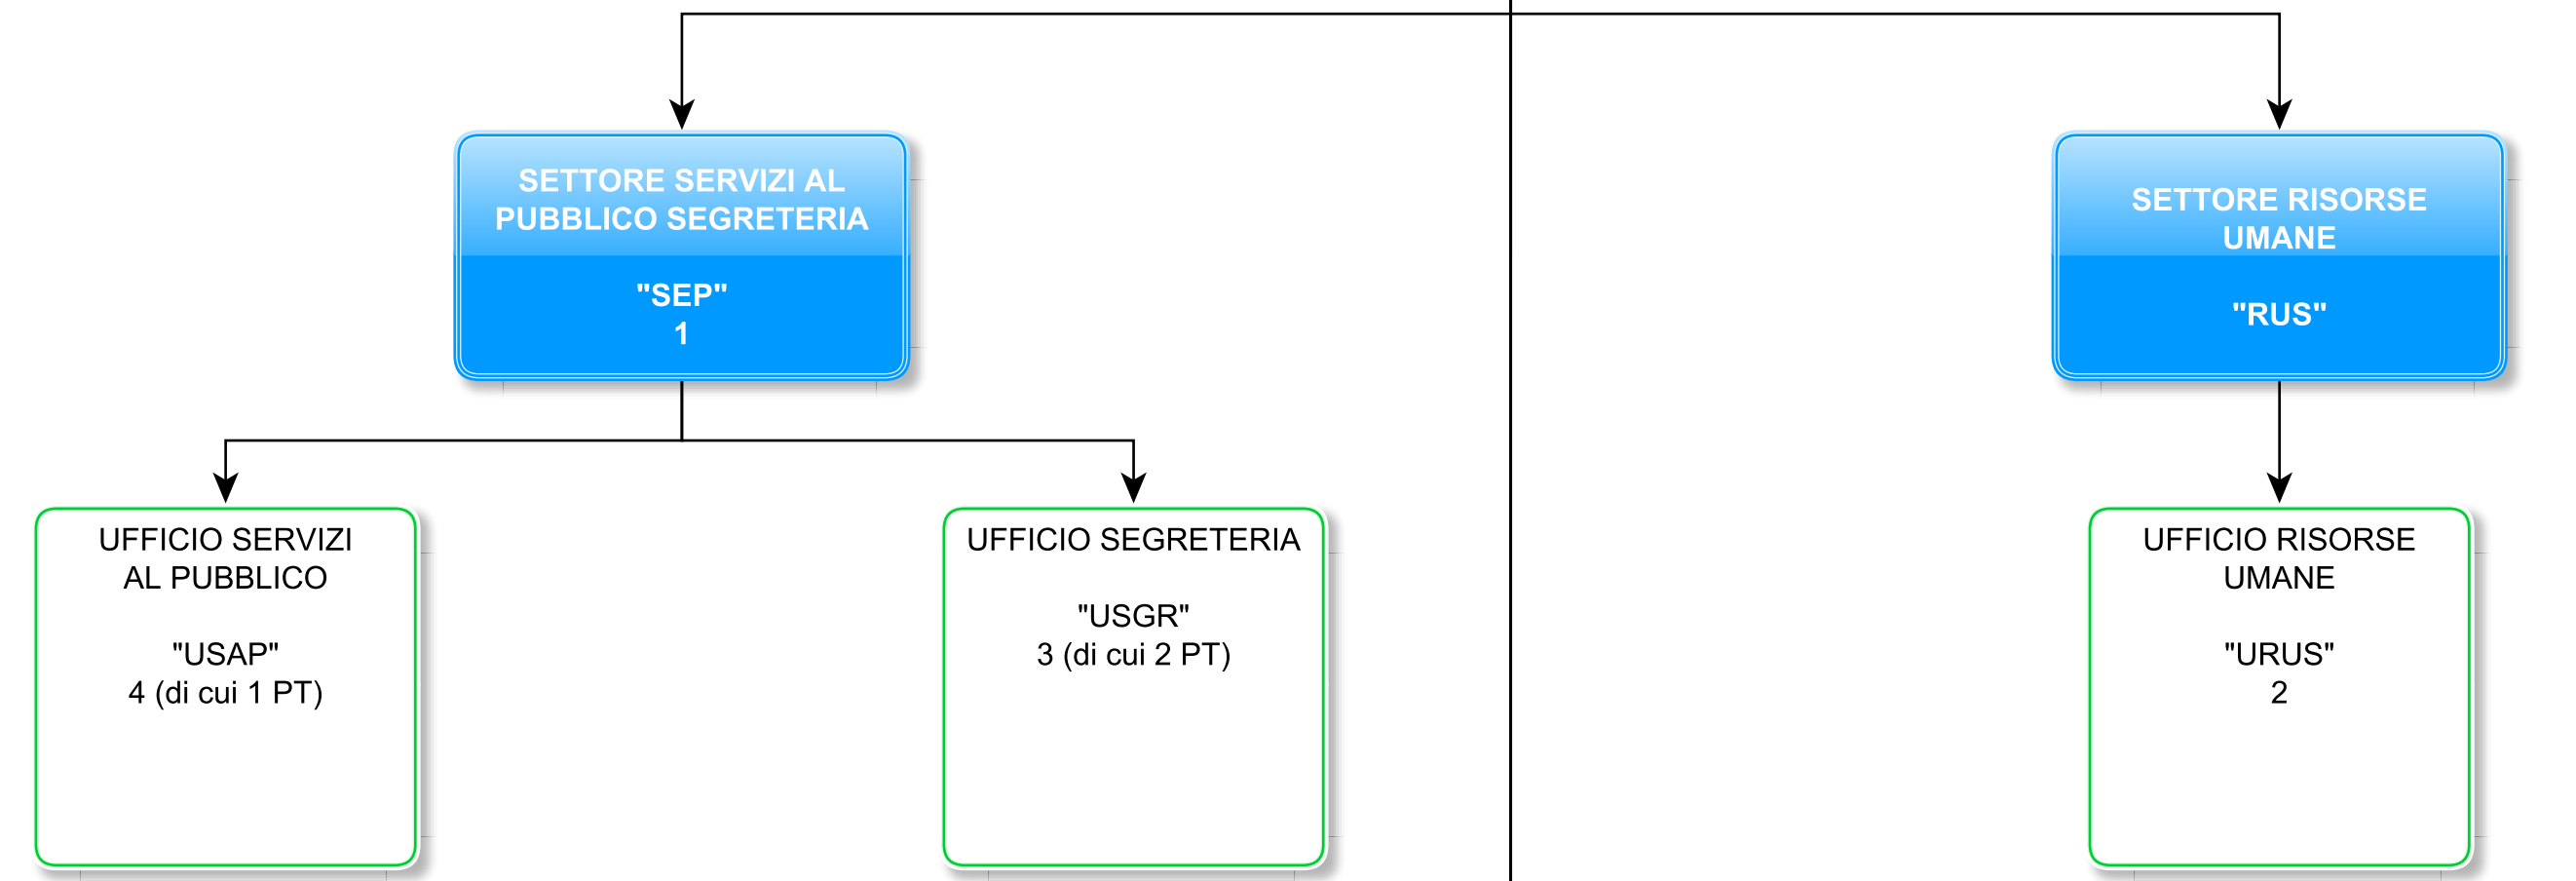 SETTORE SERVIZI AL
PUBBLICO SEGRETERIA
"SEP"
1
SETTORE RISORSE
UMANE
"RUS"
UFFICIO SERVIZI
AL PUBBLICO
"USAP"
4 (di cui 1 PT)
UFFICIO SEGRETERIA
"USGR"
3 (di cui 2 PT)
UFFICIO RISORSE
UMANE
"URUS"
2